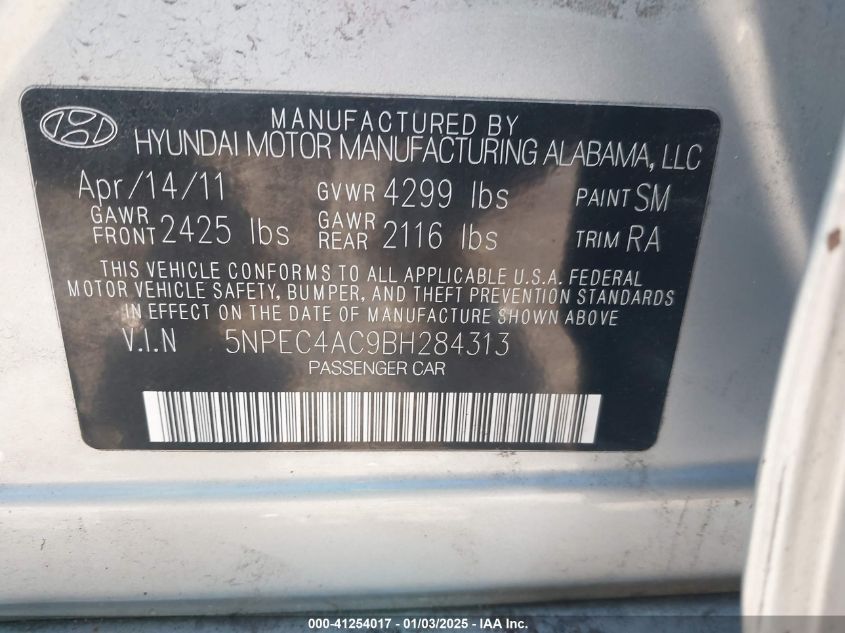 MANUFACTURED BY
HYUNDAI MOTOR MANUFACTURING ALABAMA, LLC
Apr/14/11 GVWR 4299 lbs PAINT SM
GAWR FRONT 2425 lbs GAWR REAR 2116 lbs TRIM RA
THIS VEHICLE CONFORMS TO ALL APPLICABLE U.S.A. FEDERAL
MOTOR VEHICLE SAFETY, BUMPER, AND THEFT PREVENTION STANDARDS
IN EFFECT ON THE DATE OF MANUFACTURE SHOWN ABOVE
V.I.N 5NPEC4AC9BH284313
PASSENGER CAR
000-41254017 - 01/03/2025 - IAA Inc.